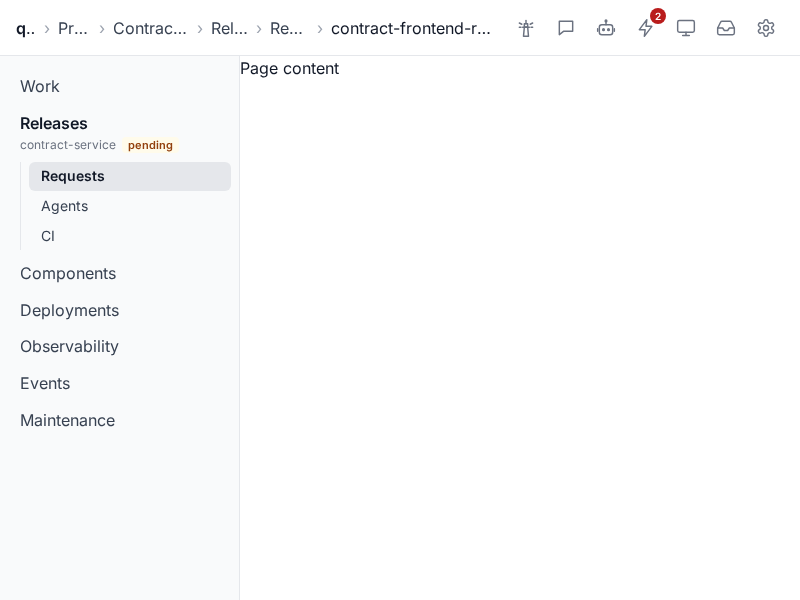 q.. › Pr... › Contrac... › Rel... › Re... › contract-frontend-r... 2
Page content
Work
Releases
contract-service pending
Requests
Agents
CI
Components
Deployments
Observability
Events
Maintenance